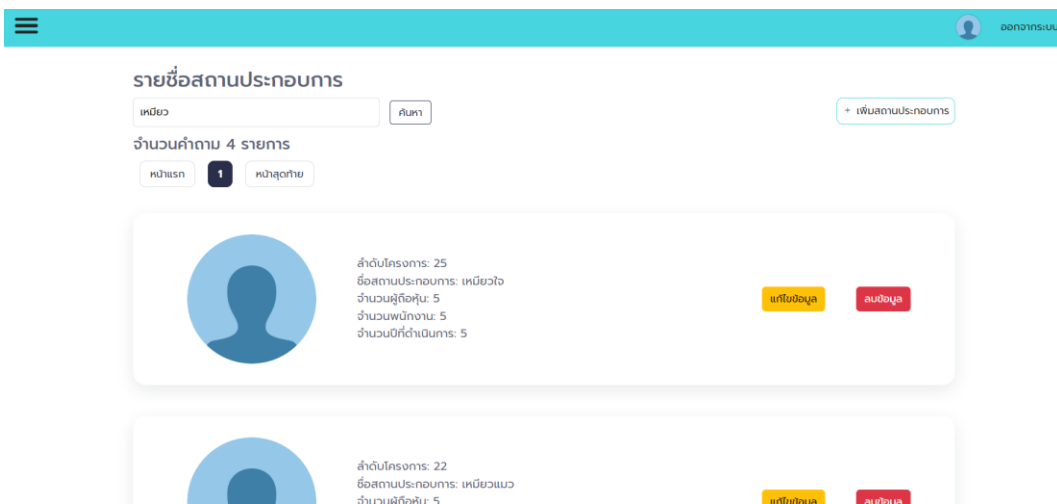 ออกจากระบบ
รายชื่อสถานประกอบการ
เหมียว
ค้นหา
+ เพิ่มสถานประกอบการ
จำนวนคำถาม 4 รายการ
หน้าแรก 1 หน้าสุดท้าย
ลำดับโครงการ: 25
ชื่อสถานประกอบการ: เหมียวใจ
จำนวนผู้ถือหุ้น: 5
จำนวนพนักงาน: 5
จำนวนปีที่ดำเนินการ: 5
แก้ไขข้อมูล
ลบข้อมูล
ลำดับโครงการ: 22
ชื่อสถานประกอบการ: เหมียวแมว
จำนวนผู้ถือหุ้น: 5
แก้ไขข้อมูล
ลบข้อมูล